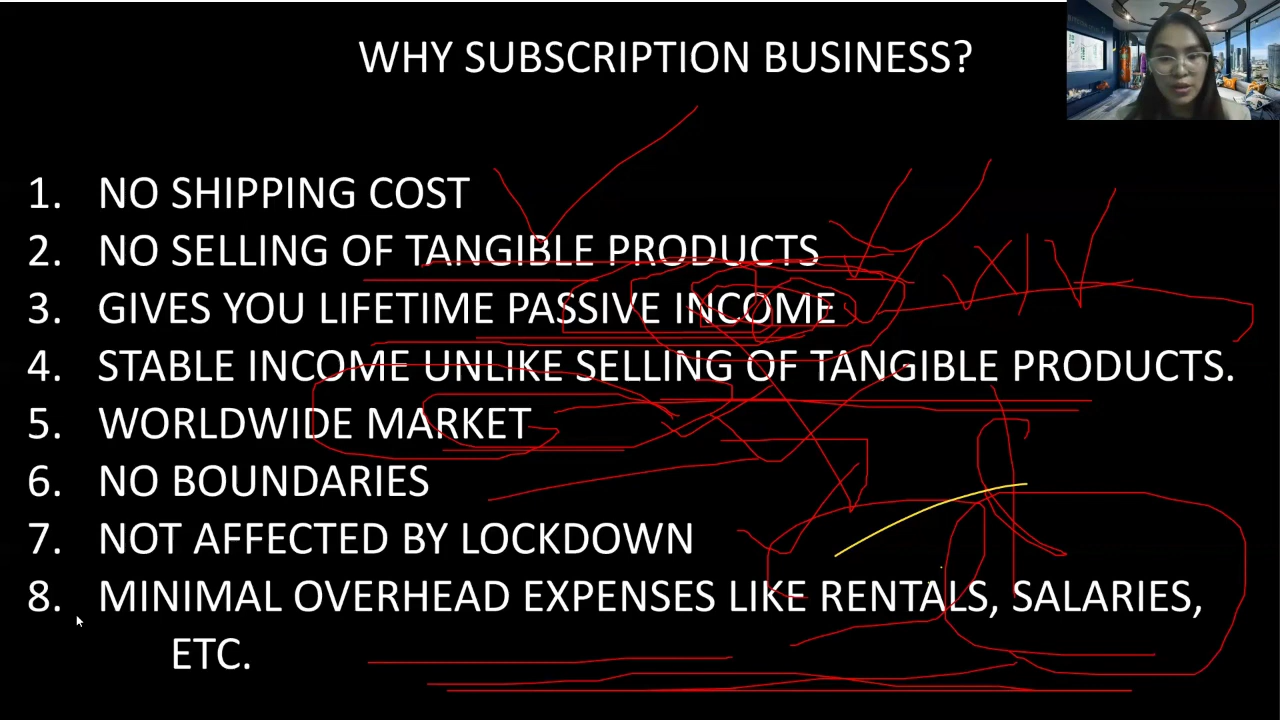 WHY SUBSCRIPTION BUSINESS?
1. NO SHIPPING COST
2. NO SELLING OF TANGIBLE PRODUCTS
3. GIVES YOU LIFETIME PASSIVE INCOME
4. STABLE INCOME UNLIKE SELLING OF TANGIBLE PRODUCTS.
5. WORLDWIDE MARKET
6. NO BOUNDARIES
7. NOT AFFECTED BY LOCKDOWN
8. MINIMAL OVERHEAD EXPENSES LIKE RENTALS, SALARIES,
ETC.